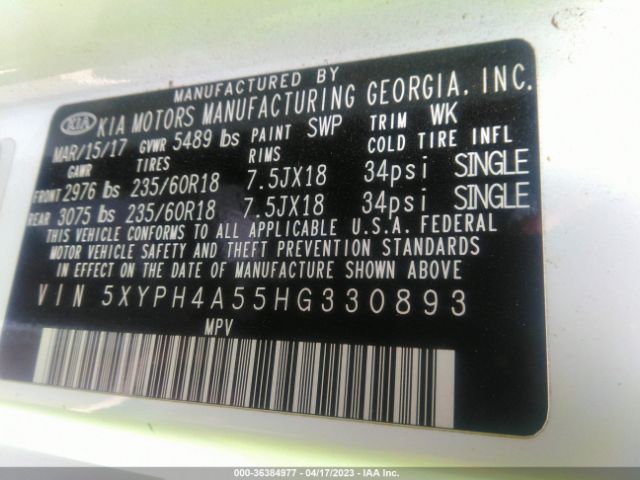 MANUFACTURED BY
KIA KIA MOTORS MANUFACTURING GEORGIA, INC.
MAR/15/17 GVWR 5489 lbs PAINT SWP TRIM WK
GAWR TIRES RIMS COLD TIRE INFL
FRONT 2976 lbs 235/60R18 7.5JX18 34psi SINGLE
REAR 3075 lbs 235/60R18 7.5JX18 34psi SINGLE
THIS VEHICLE CONFORMS TO ALL APPLICABLE U.S.A. FEDERAL
MOTOR VEHICLE SAFETY AND THEFT PREVENTION STANDARDS
IN EFFECT ON THE DATE OF MANUFACTURE SHOWN ABOVE.
VIN 5XYPH4A55HG330893
MPV
000-36384977 - 04/17/2023 - IAA Inc.